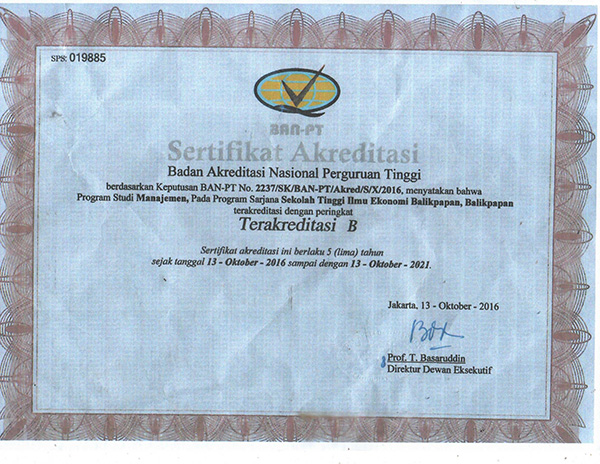 SPS: 019885
BAN-PT
Sertifikat Akreditasi
Badan Akreditasi Nasional Perguruan Tinggi
berdasarkan Keputusan BAN-PT No. 2237/SK/BAN-PT/Akred/S/X/2016, menyatakan bahwa
Program Studi Manajemen, Pada Program Sarjana Sekolah Tinggi Ilmu Ekonomi Balikpapan, Balikpapan
terakreditasi dengan peringkat
Terakreditasi B
Sertifikat akreditasi ini berlaku 5 (lima) tahun
sejak tanggal 13 - Oktober - 2016 sampai dengan 13 - Oktober - 2021.
Jakarta, 13 - Oktober - 2016
Prof. T. Basaruddin
Direktur Dewan Eksekutif